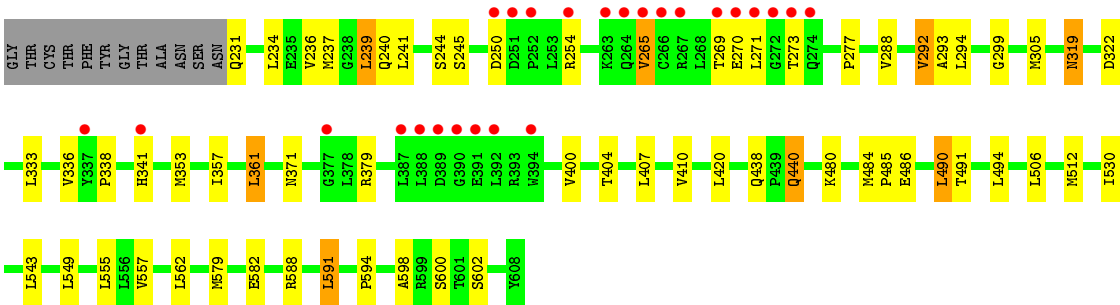 GLY THR CYS THR PHE TYR GLY THR ALA ASN SER ASN Q231 L234 E235 V236 M237 G238 L239 Q240 L241 S244 S245 D250 D251 P252 L253 R254 K263 Q264 V265 C266 R267 L268 T269 E270 L271 G272 T273 Q274 P277 V288 V292 A293 L294 G299 M305 N319 D322
L333 V336 Y337 P338 H341 M353 I357 L361 N371 G377 L378 R379 L387 L388 D389 G390 E391 L392 R393 W394 V400 T404 L407 V410 L420 Q438 P439 Q440 K480 M484 P485 E486 L490 T491 L494 L506 M512 I530
L543 L549 L555 L556 V557 L562 M579 E582 R588 L591 P594 A598 R599 S600 T601 S602 Y608